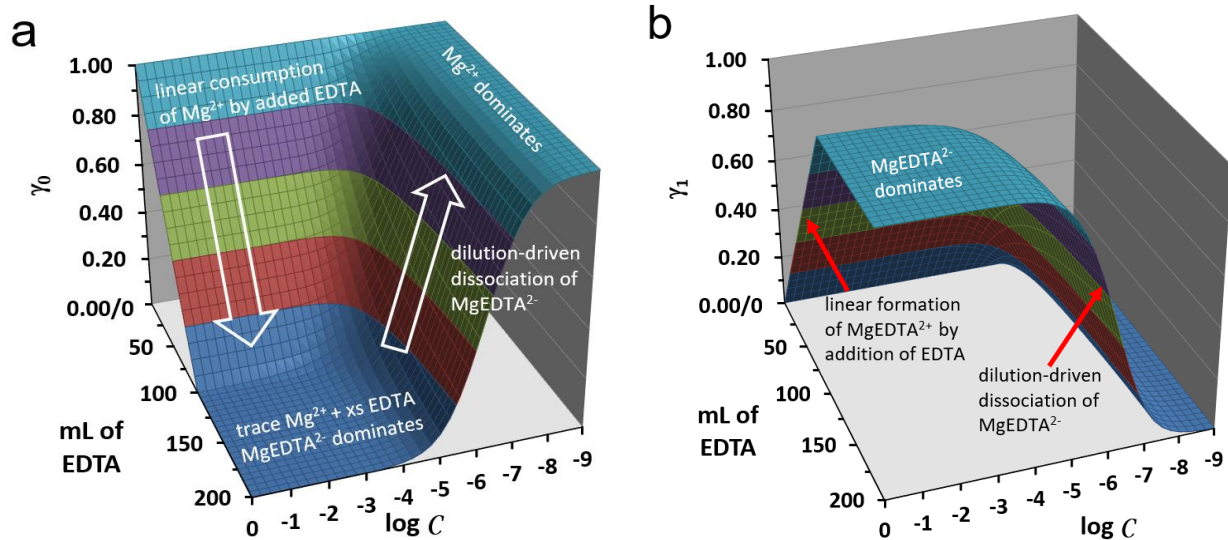 a
1.00
0.80
0.60
0.40
0.20
0.00/0
50
100
150
200
γ₀
mL of
EDTA
0
-1
-2
-3
-4
-5
-6
-7
-8
-9
log C
linear consumption
of Mg²⁺ by added EDTA
Mg²⁺ dominates
dilution-driven
dissociation of
MgEDTA²⁻
trace Mg²⁺ + xs EDTA
MgEDTA²⁻ dominates
b
1.00
0.80
0.60
0.40
0.20
0.00/0
50
100
150
200
γ₁
mL of
EDTA
0
-1
-2
-3
-4
-5
-6
-7
-8
-9
log C
MgEDTA²⁻
dominates
linear formation
of MgEDTA²⁺ by
addition of EDTA
dilution-driven
dissociation of
MgEDTA²⁻